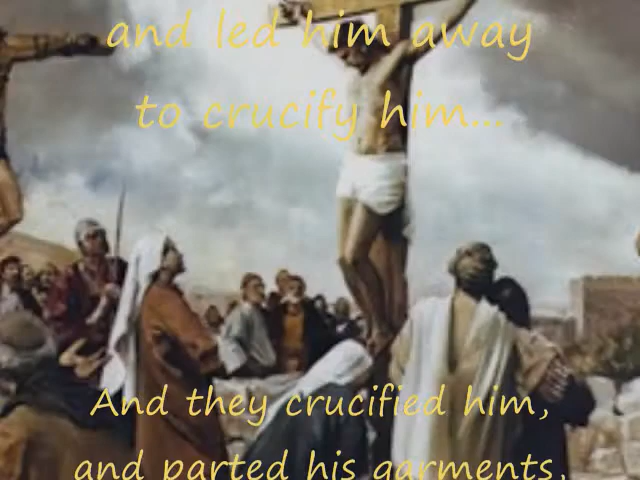 and led him away
to crucify him...
And they crucified him,
and parted his garments,